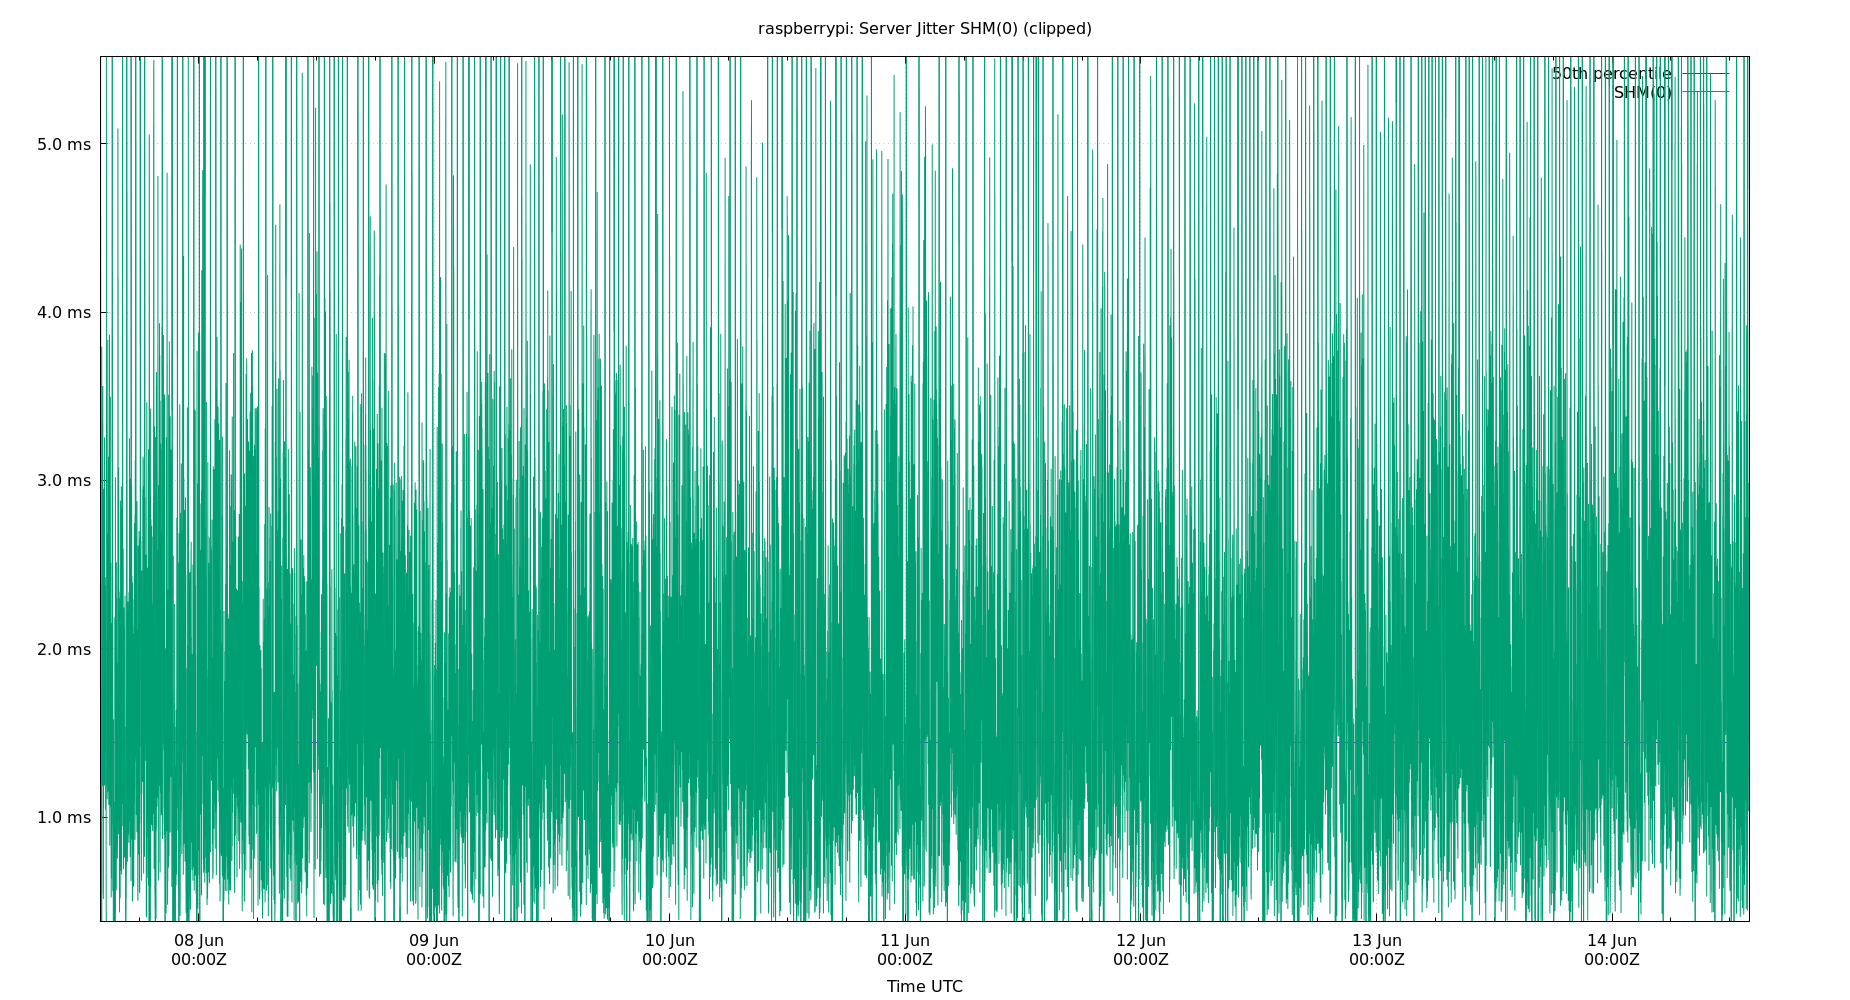 raspberrypi: Server Jitter SHM(0) (clipped)
50th percentile
SHM(0)
5.0 ms
4.0 ms
3.0 ms
2.0 ms
1.0 ms
08 Jun 09 Jun 10 Jun 11 Jun 12 Jun 13 Jun 14 Jun
00:00Z 00:00Z 00:00Z 00:00Z 00:00Z 00:00Z 00:00Z
Time UTC